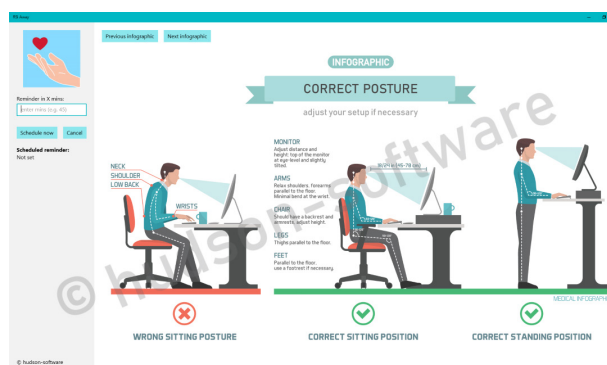 Previous Infographic
Next Infographic
Reminder in X mins:
Enter mins (e.g. 45)
Schedule now
Cancel
Scheduled reminder:
Not set
© hudson-software
INFOGRAPHIC
CORRECT POSTURE
adjust your setup if necessary
NECK
SHOULDER
LOW BACK
WRISTS
MONITOR
Adjust distance and
height: top of the monitor
at eye-level and slightly
tilted.
ARMS
Relax shoulders, forearms
parallel to the floor.
Minimal bend at the wrist
CHAIR
Should have a backrest and
armrests; adjust height.
LEGS
Thighs parallel to the floor.
FEET
Parallel to the floor,
use a footrest if necessary.
MEDICAL INFOGRAPHI
WRONG SITTING POSTURE
CORRECT SITTING POSITION
CORRECT STANDING POSITION
© hudson-software